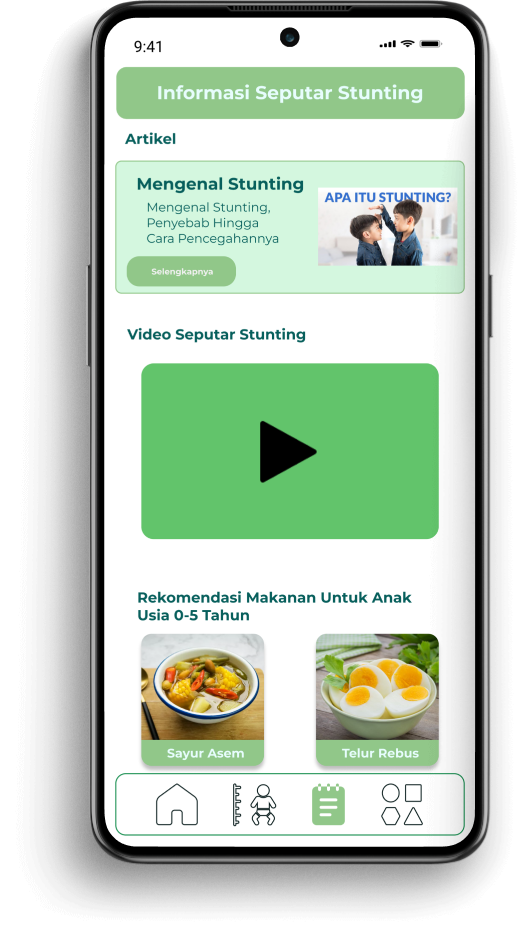 9:41
Informasi Seputar Stunting
Artikel
Mengenal Stunting
Mengenal Stunting,
Penyebab Hingga
Cara Pencegahannya
APA ITU STUNTING?
Selengkapnya
Video Seputar Stunting
Rekomendasi Makanan Untuk Anak
Usia 0-5 Tahun
Sayur Asem
Telur Rebus